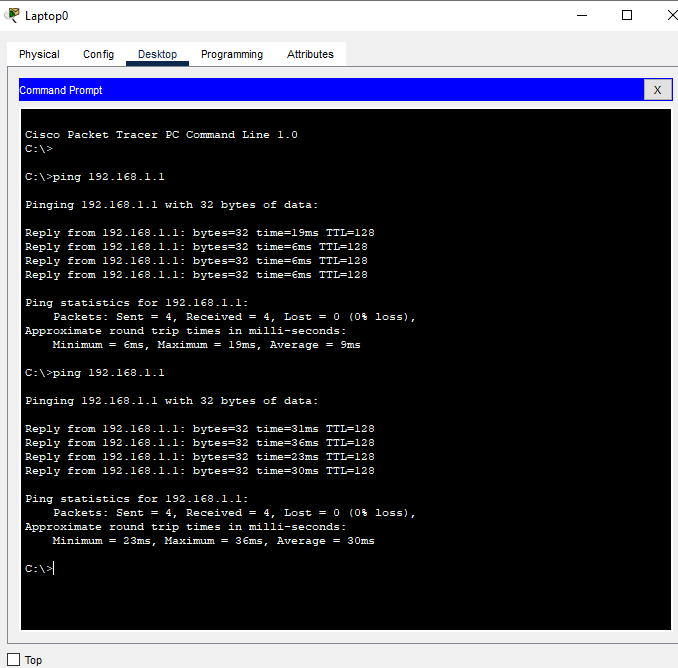 Laptop0
Physical Config Desktop Programming Attributes
Command Prompt X
Cisco Packet Tracer PC Command Line 1.0
C:\>
C:\>ping 192.168.1.1
Pinging 192.168.1.1 with 32 bytes of data:
Reply from 192.168.1.1: bytes=32 time=19ms TTL=128
Reply from 192.168.1.1: bytes=32 time=6ms TTL=128
Reply from 192.168.1.1: bytes=32 time=6ms TTL=128
Reply from 192.168.1.1: bytes=32 time=6ms TTL=128
Ping statistics for 192.168.1.1:
    Packets: Sent = 4, Received = 4, Lost = 0 (0% loss),
Approximate round trip times in milli-seconds:
    Minimum = 6ms, Maximum = 19ms, Average = 9ms
C:\>ping 192.168.1.1
Pinging 192.168.1.1 with 32 bytes of data:
Reply from 192.168.1.1: bytes=32 time=31ms TTL=128
Reply from 192.168.1.1: bytes=32 time=36ms TTL=128
Reply from 192.168.1.1: bytes=32 time=23ms TTL=128
Reply from 192.168.1.1: bytes=32 time=30ms TTL=128
Ping statistics for 192.168.1.1:
    Packets: Sent = 4, Received = 4, Lost = 0 (0% loss),
Approximate round trip times in milli-seconds:
    Minimum = 23ms, Maximum = 36ms, Average = 30ms
C:\>
Top